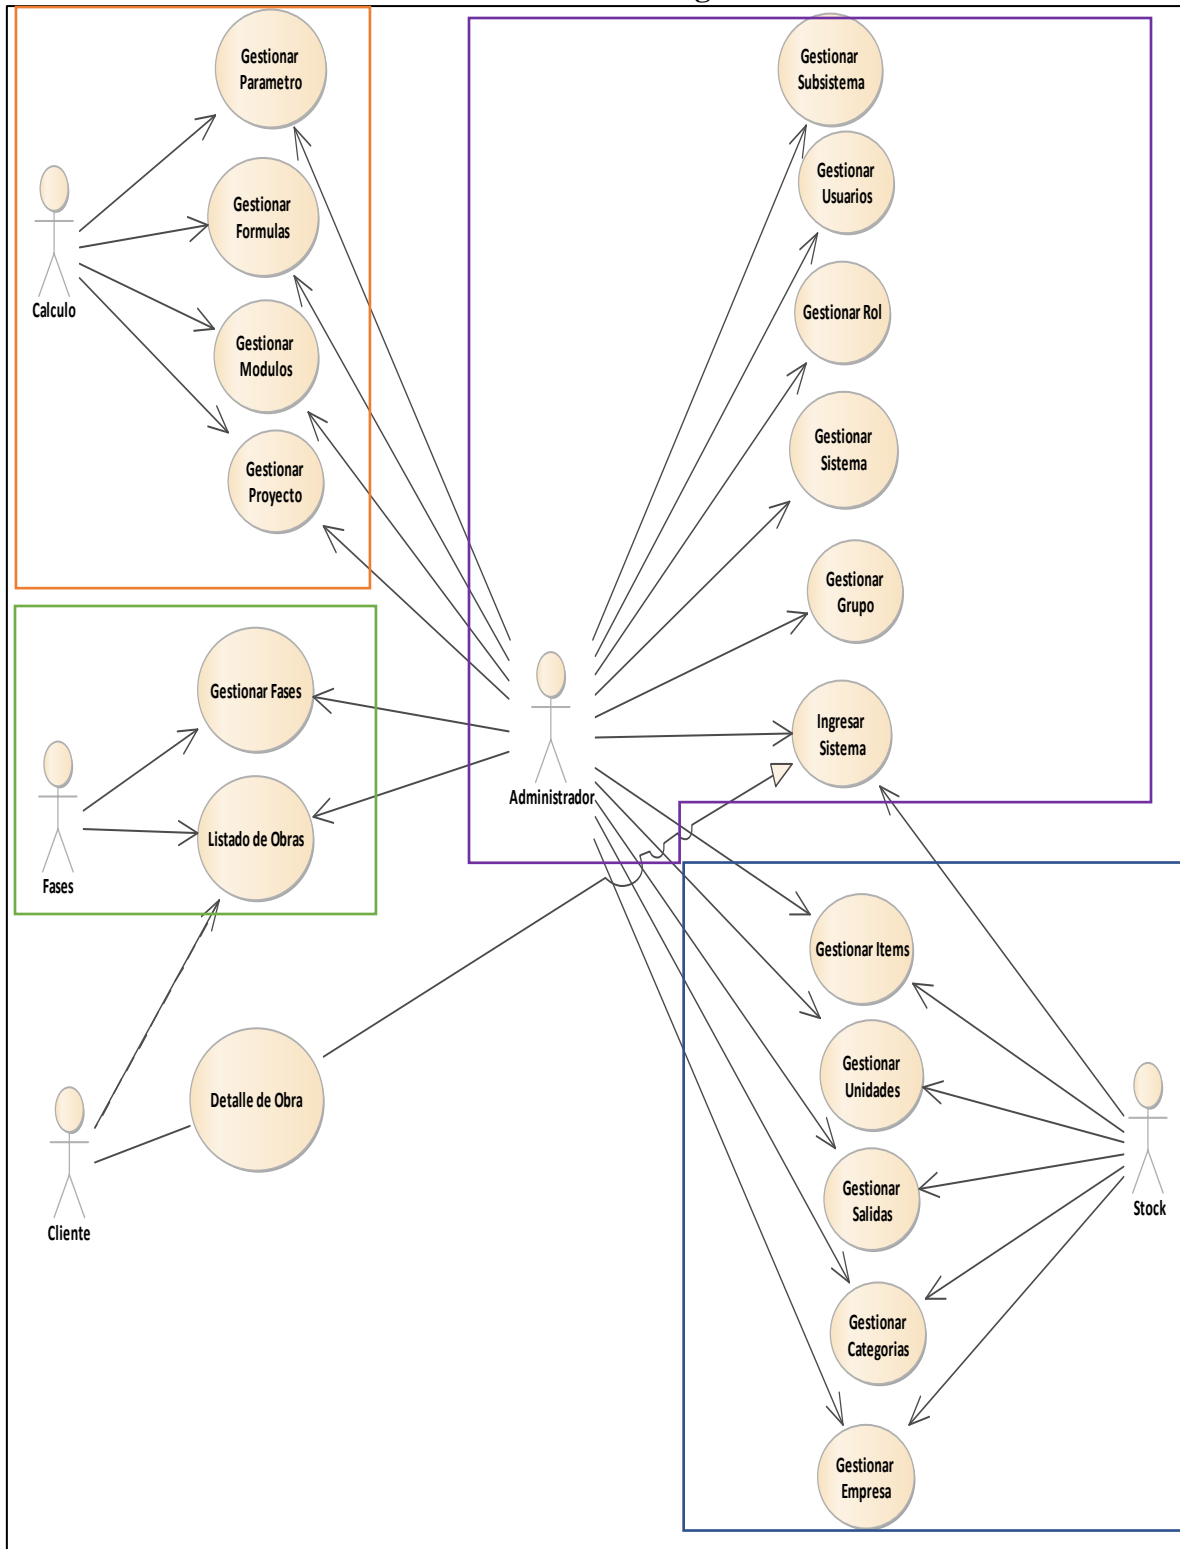 Gestionar
Parametro
Gestionar
Formulas
Gestionar
Modulos
Gestionar
Proyecto
Calculo
Gestionar
Subsistema
Gestionar
Usuarios
Gestionar Rol
Gestionar
Sistema
Gestionar
Grupo
Ingresar
Sistema
Administrador
Gestionar Fases
Listado de Obras
Fases
Detalle de Obra
Cliente
Gestionar Items
Gestionar
Unidades
Gestionar
Salidas
Gestionar
Categorias
Gestionar
Empresa
Stock